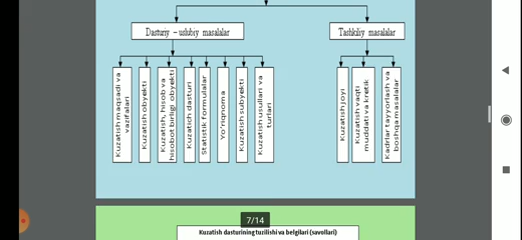 Dasturiy – uslubiy masalalar
Tashkiliy masalalar
Kuzatish maqsadi va
vazifalari
Kuzatish obyekti
Kuzatish, hisob va
hisobot birligi obyekti
Kuzatich dasturi
Statistik formulalar
Yo'riqnoma
Kuzatish subyekti
Kuzatish usullari va
turlari
Kuzatish joyi
Kuzatish vaqti
muddati va kretik
Kadrlar tayyorlash va
boshqa masalalar
7/14
Kuzatish dasturining tuzilishi va belgilari (savollari)